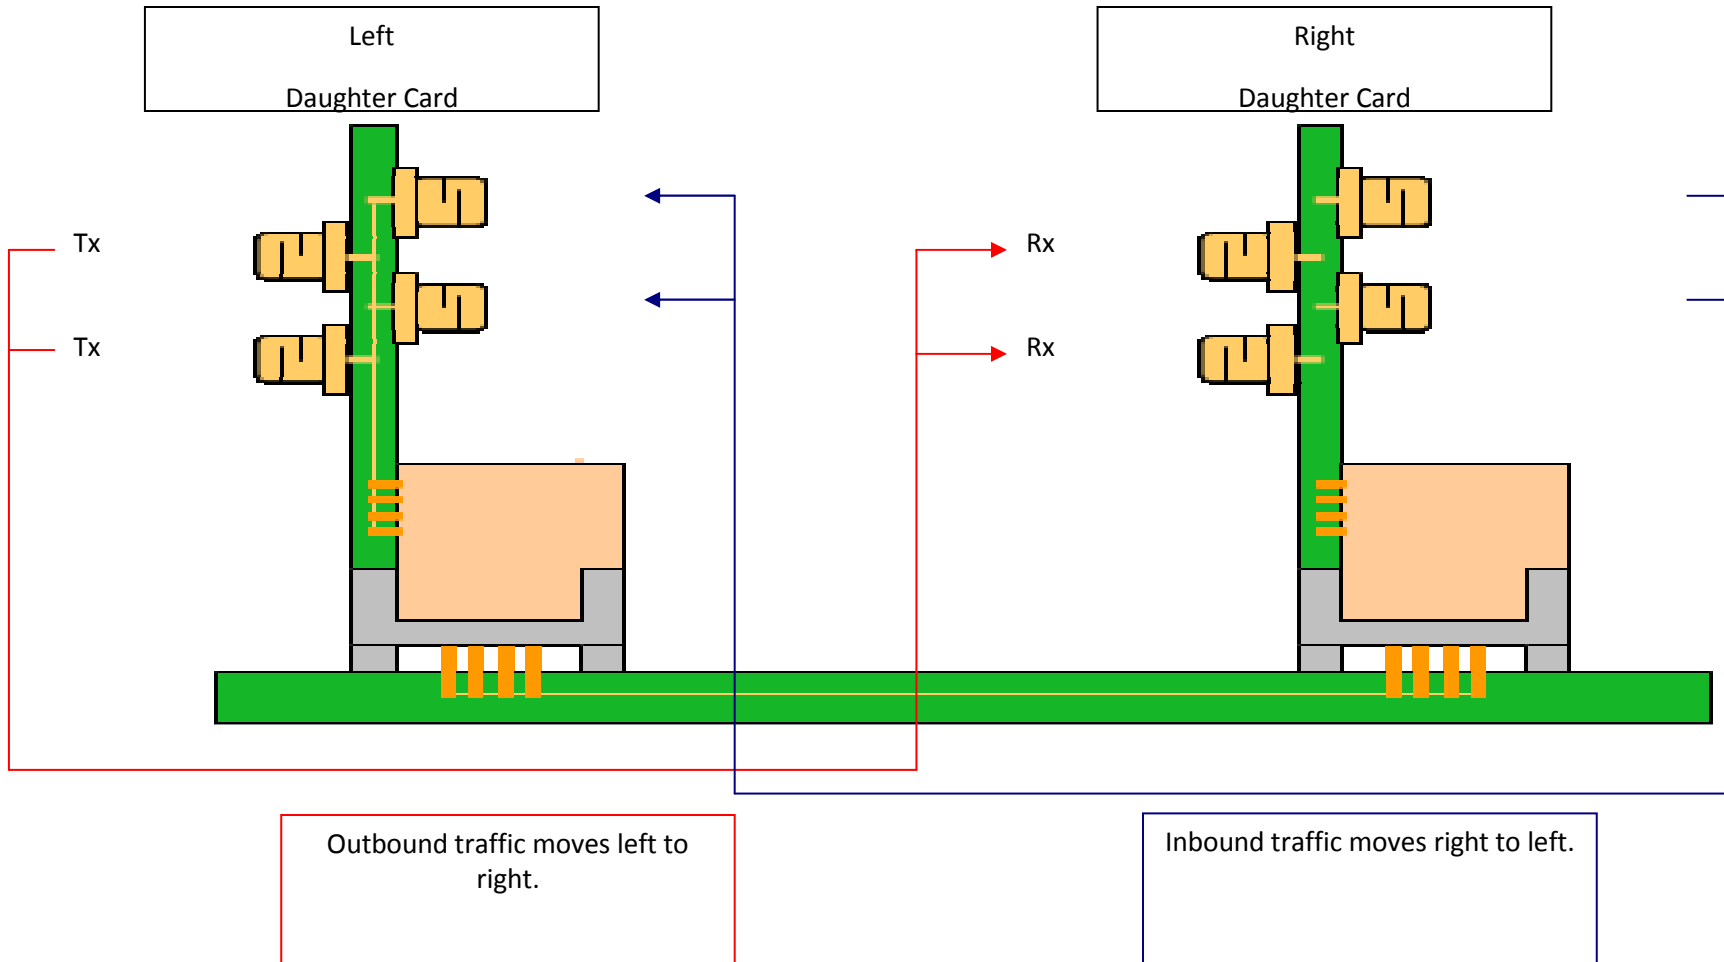 Left
Daughter Card
Right
Daughter Card
Tx
Rx
Tx
Rx
Outbound traffic moves left to
right.
Inbound traffic moves right to left.